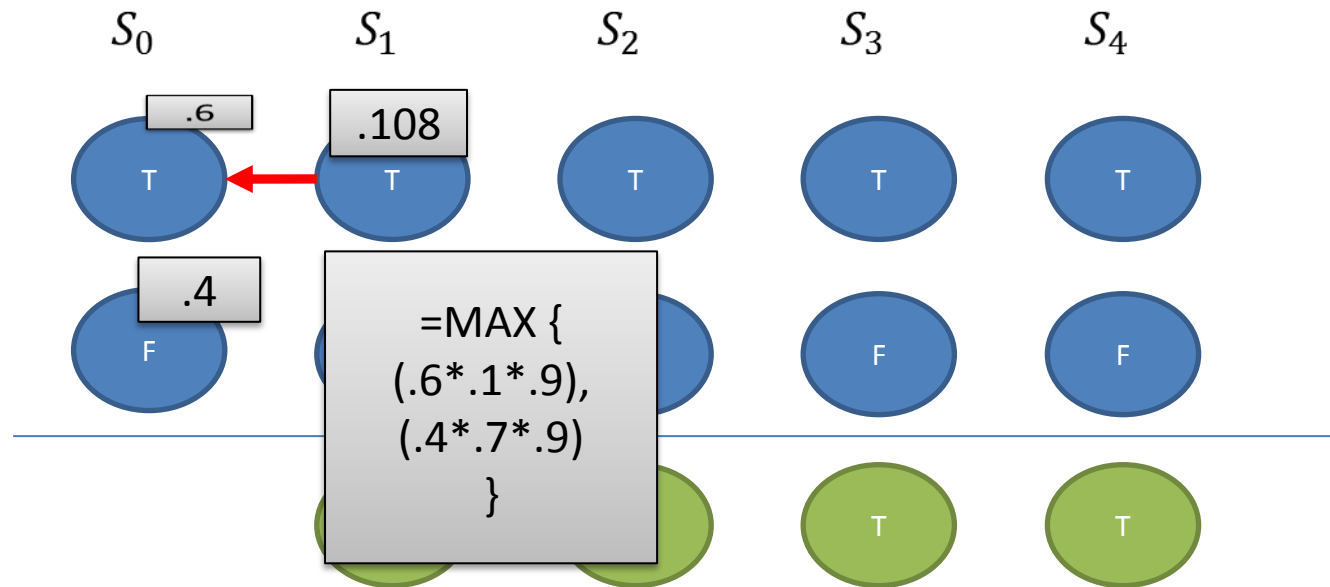 S₀ S₁ S₂ S₃ S₄
.6 .108
T T T T T
.4
F F F
=MAX {
(.6*.1*.9),
(.4*.7*.9)
}
T T